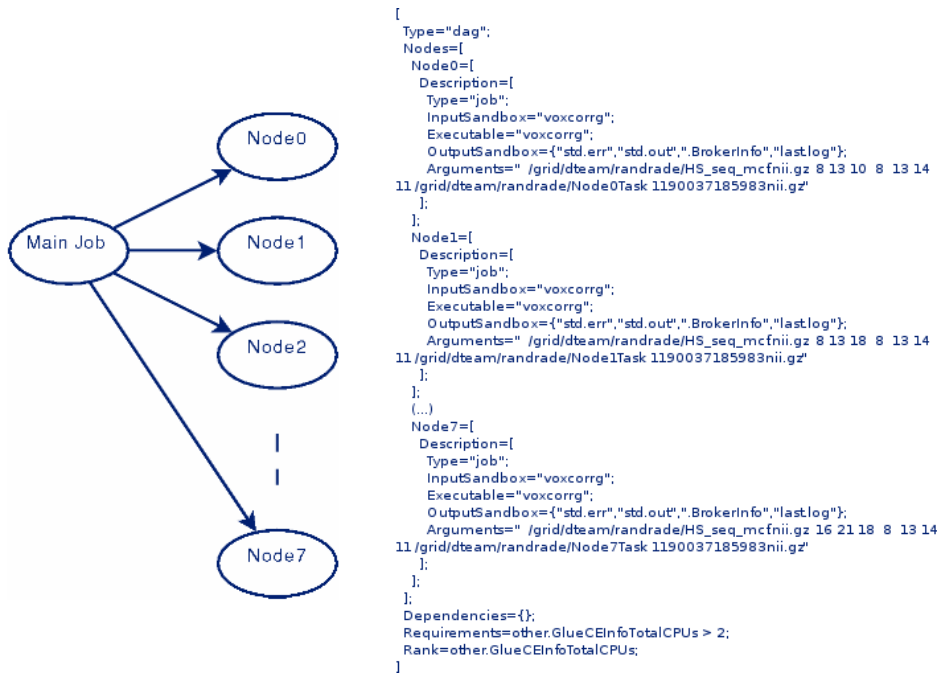 Main Job
Node0
Node1
Node2
Node7
[
Type="dag";
Nodes=[
Node0=[
Description=[
Type="job";
InputSandbox="voxcorrg";
Executable="voxcorrg";
OutputSandbox={"std.err","std.out",".BrokerInfo","last.log"};
Arguments=" /grid/dteam/randrade/HS_seq_mcf.nii.gz 8 13 10 8 13 14
11 /grid/dteam/randrade/Node0Task 1190037185983nii.gz"
];
];
Node1=[
Description=[
Type="job";
InputSandbox="voxcorrg";
Executable="voxcorrg";
OutputSandbox={"std.err","std.out",".BrokerInfo","last.log"};
Arguments=" /grid/dteam/randrade/HS_seq_mcf.nii.gz 8 13 18 8 13 14
11 /grid/dteam/randrade/Node1Task 1190037185983nii.gz"
];
];
(...)
Node7=[
Description=[
Type="job";
InputSandbox="voxcorrg";
Executable="voxcorrg";
OutputSandbox={"std.err","std.out",".BrokerInfo","last.log"};
Arguments=" /grid/dteam/randrade/HS_seq_mcf.nii.gz 16 21 18 8 13 14
11 /grid/dteam/randrade/Node7Task 1190037185983nii.gz"
];
];
];
Dependencies={};
Requirements=other.GlueCEInfoTotalCPUs > 2;
Rank=other.GlueCEInfoTotalCPUs;
]